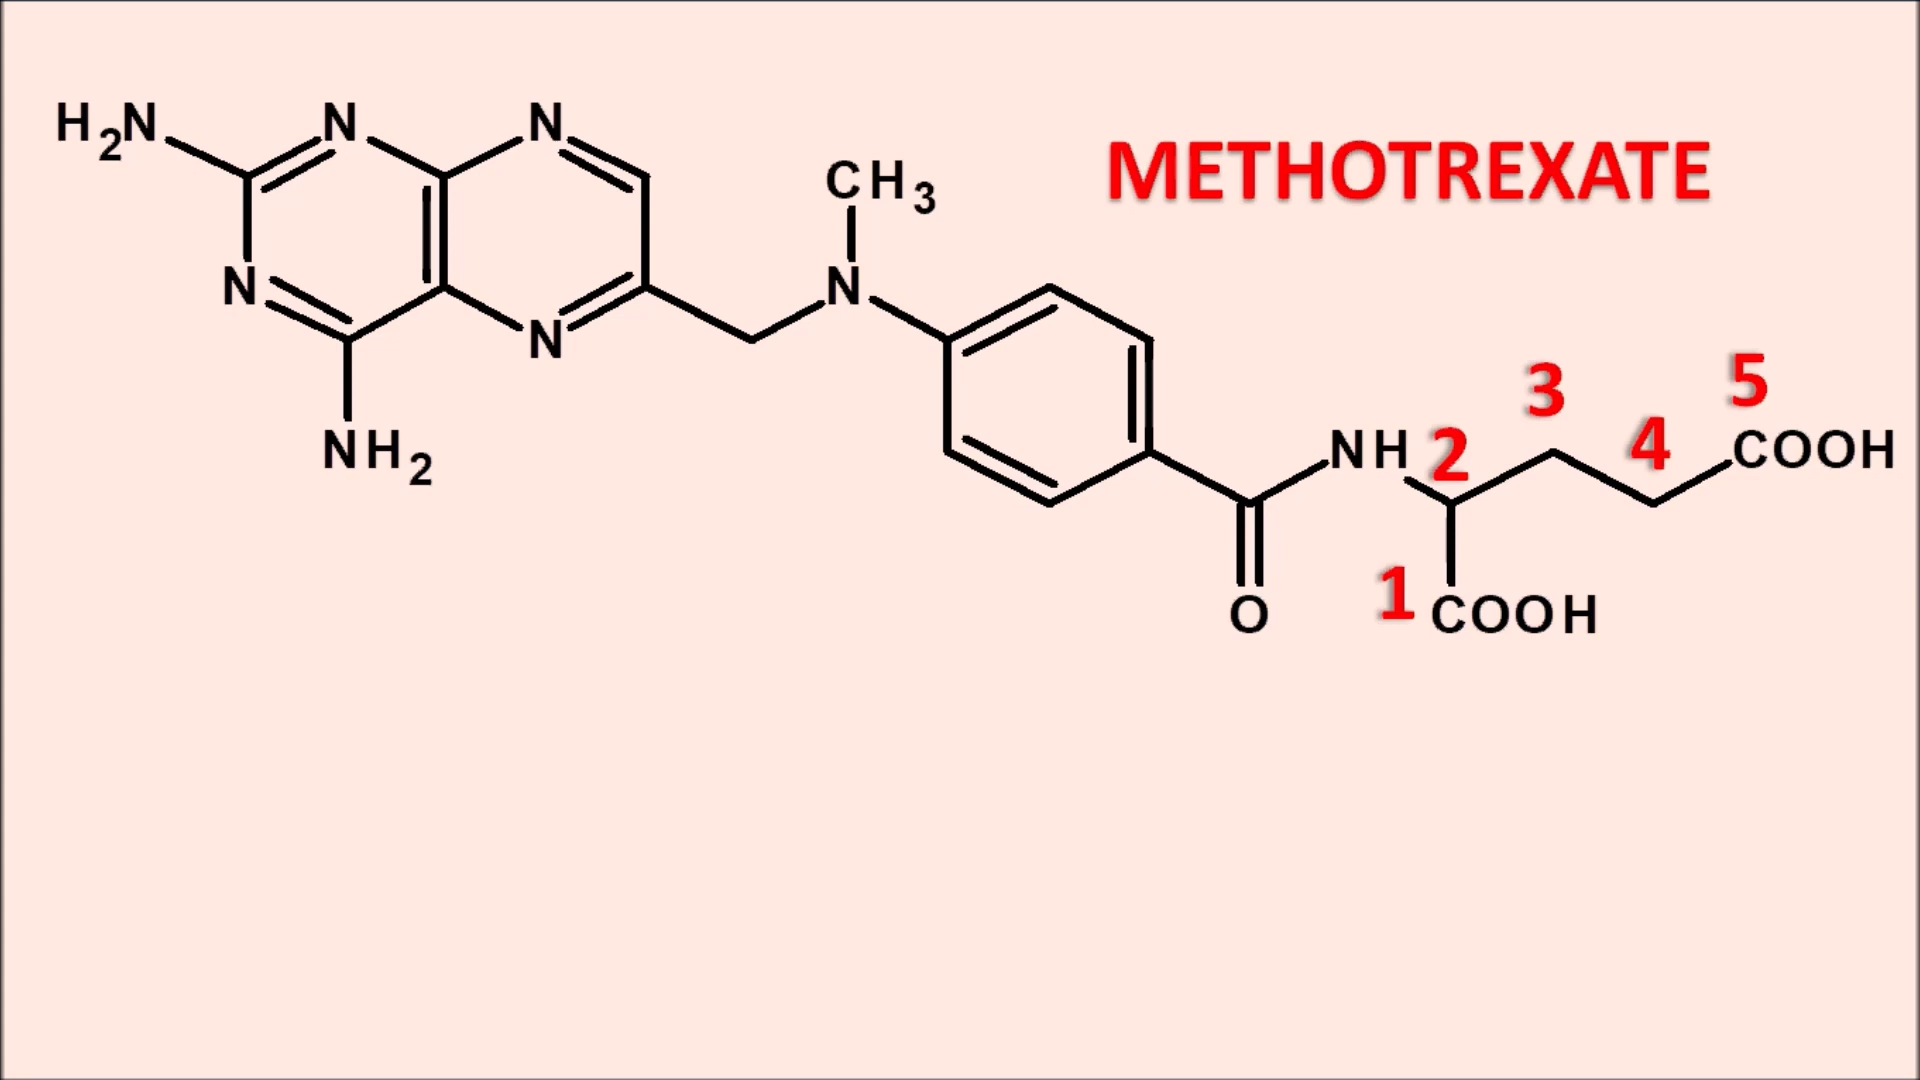 H2N N N
METHOTREXATE
CH3
N N
N
NH2
NH 2 3 4 5 COOH
O 1 COOH